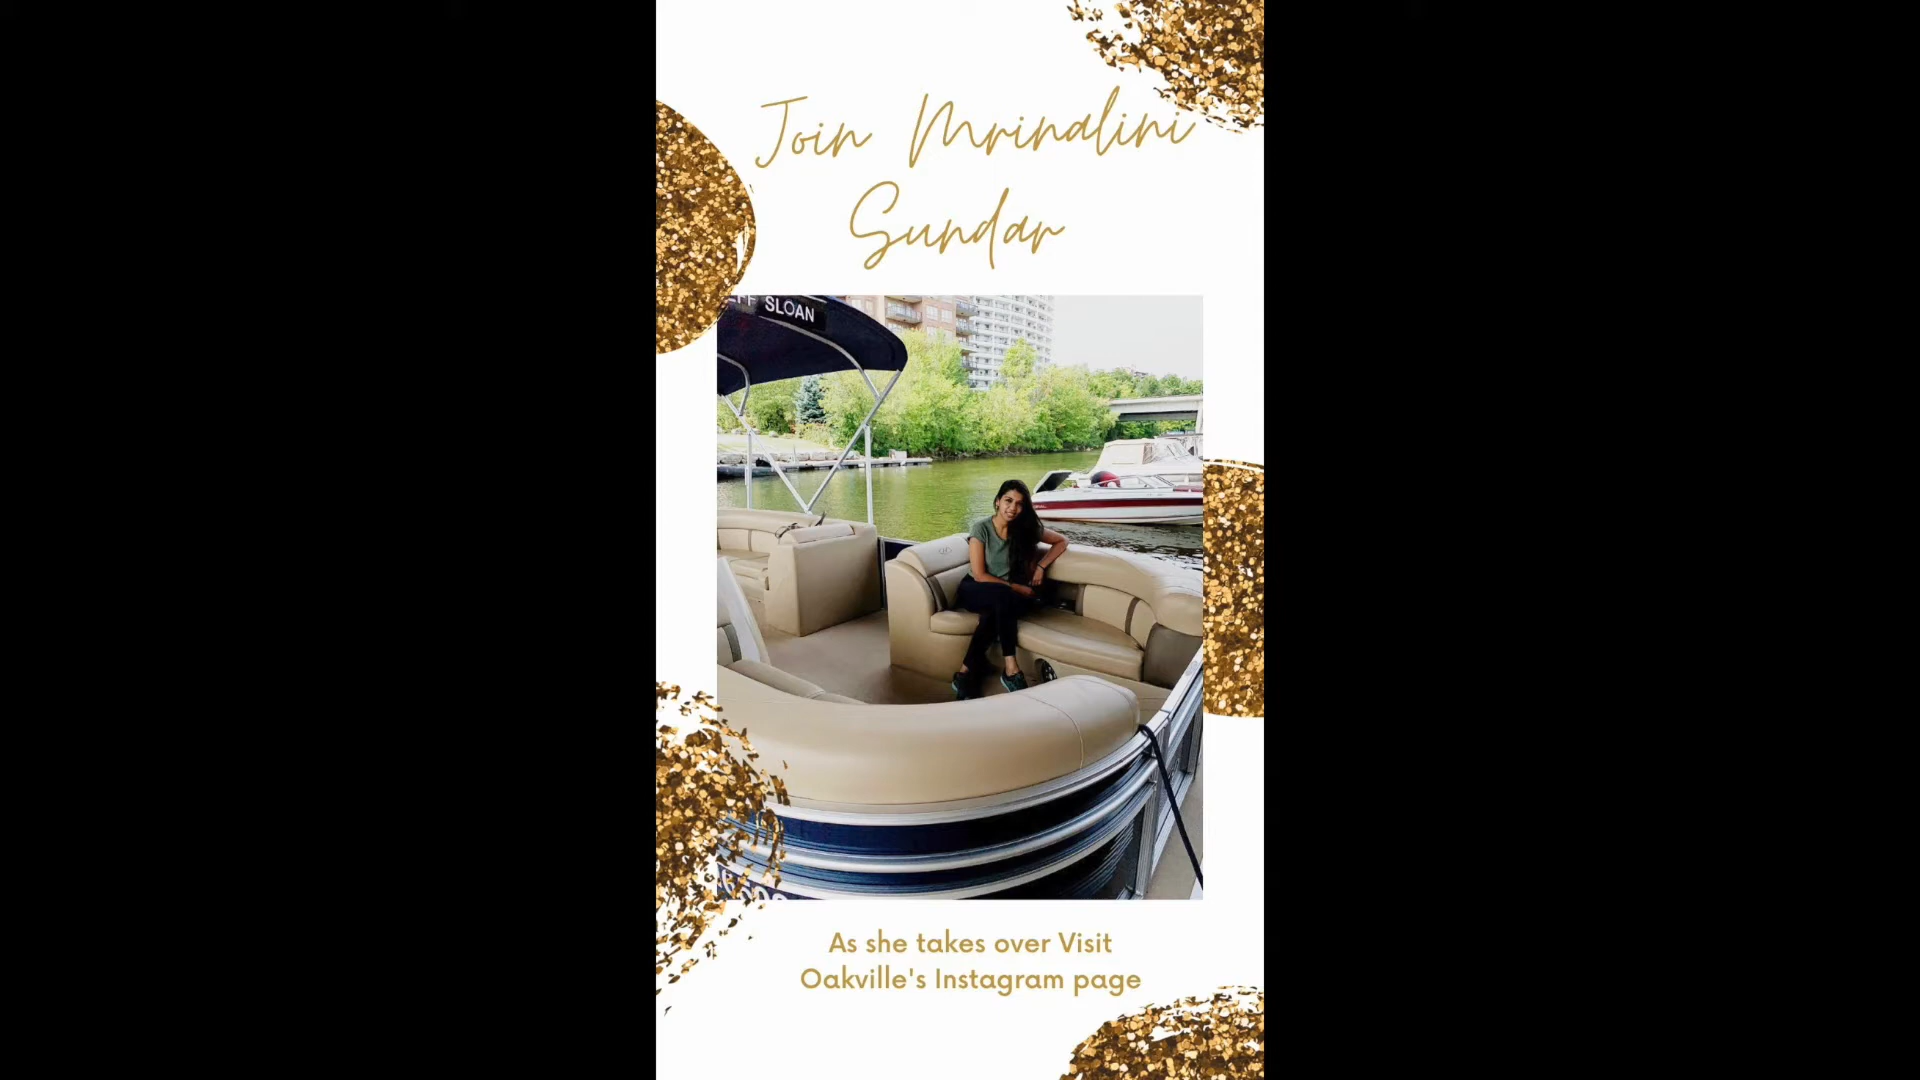 Join Mrinalini
Sundar
SLOAN
As she takes over Visit
Oakville's Instagram page